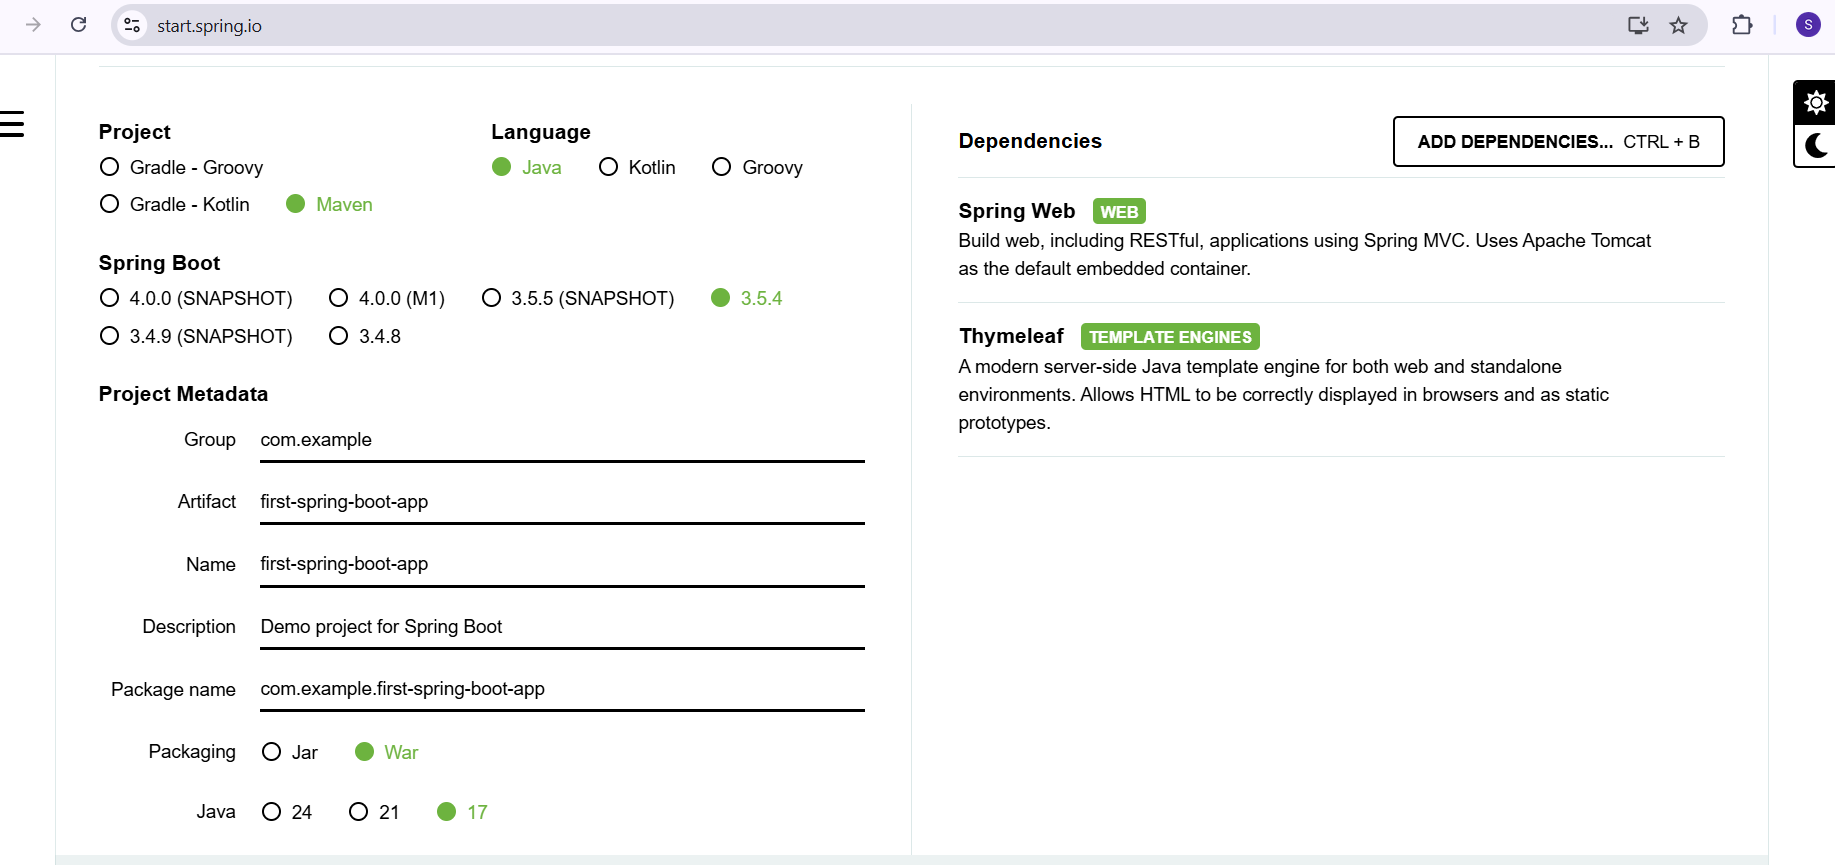 start.spring.io
S
Project
Gradle - Groovy
Gradle - Kotlin Maven
Language
Java Kotlin Groovy
Spring Boot
4.0.0 (SNAPSHOT) 4.0.0 (M1) 3.5.5 (SNAPSHOT) 3.5.4
3.4.9 (SNAPSHOT) 3.4.8
Project Metadata
Group com.example
Artifact first-spring-boot-app
Name first-spring-boot-app
Description Demo project for Spring Boot
Package name com.example.first-spring-boot-app
Packaging Jar War
Java 24 21 17
Dependencies ADD DEPENDENCIES... CTRL + B
Spring Web WEB
Build web, including RESTful, applications using Spring MVC. Uses Apache Tomcat
as the default embedded container.
Thymeleaf TEMPLATE ENGINES
A modern server-side Java template engine for both web and standalone
environments. Allows HTML to be correctly displayed in browsers and as static
prototypes.